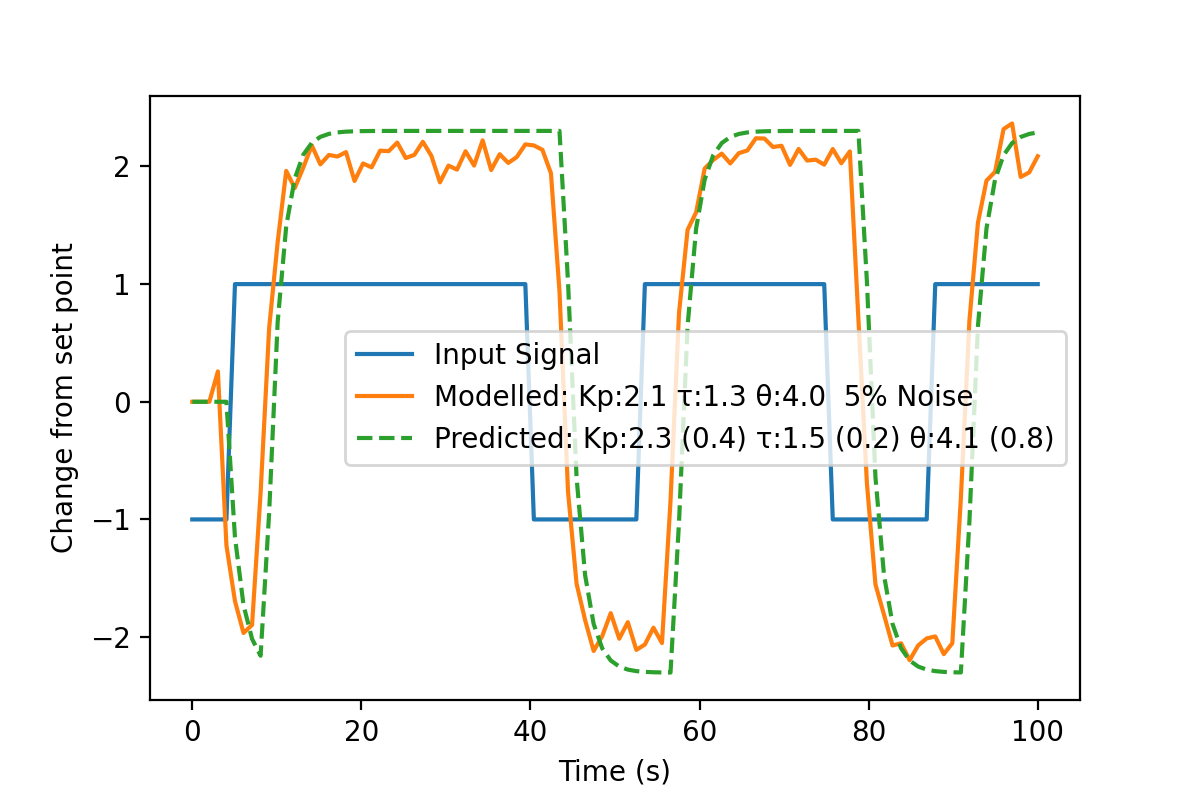 2
1
0
−1
−2
Change from set point
Input Signal
Modelled: Kp:2.1 τ:1.3 θ:4.0  5% Noise
Predicted: Kp:2.3 (0.4) τ:1.5 (0.2) θ:4.1 (0.8)
0 20 40 60 80 100
Time (s)